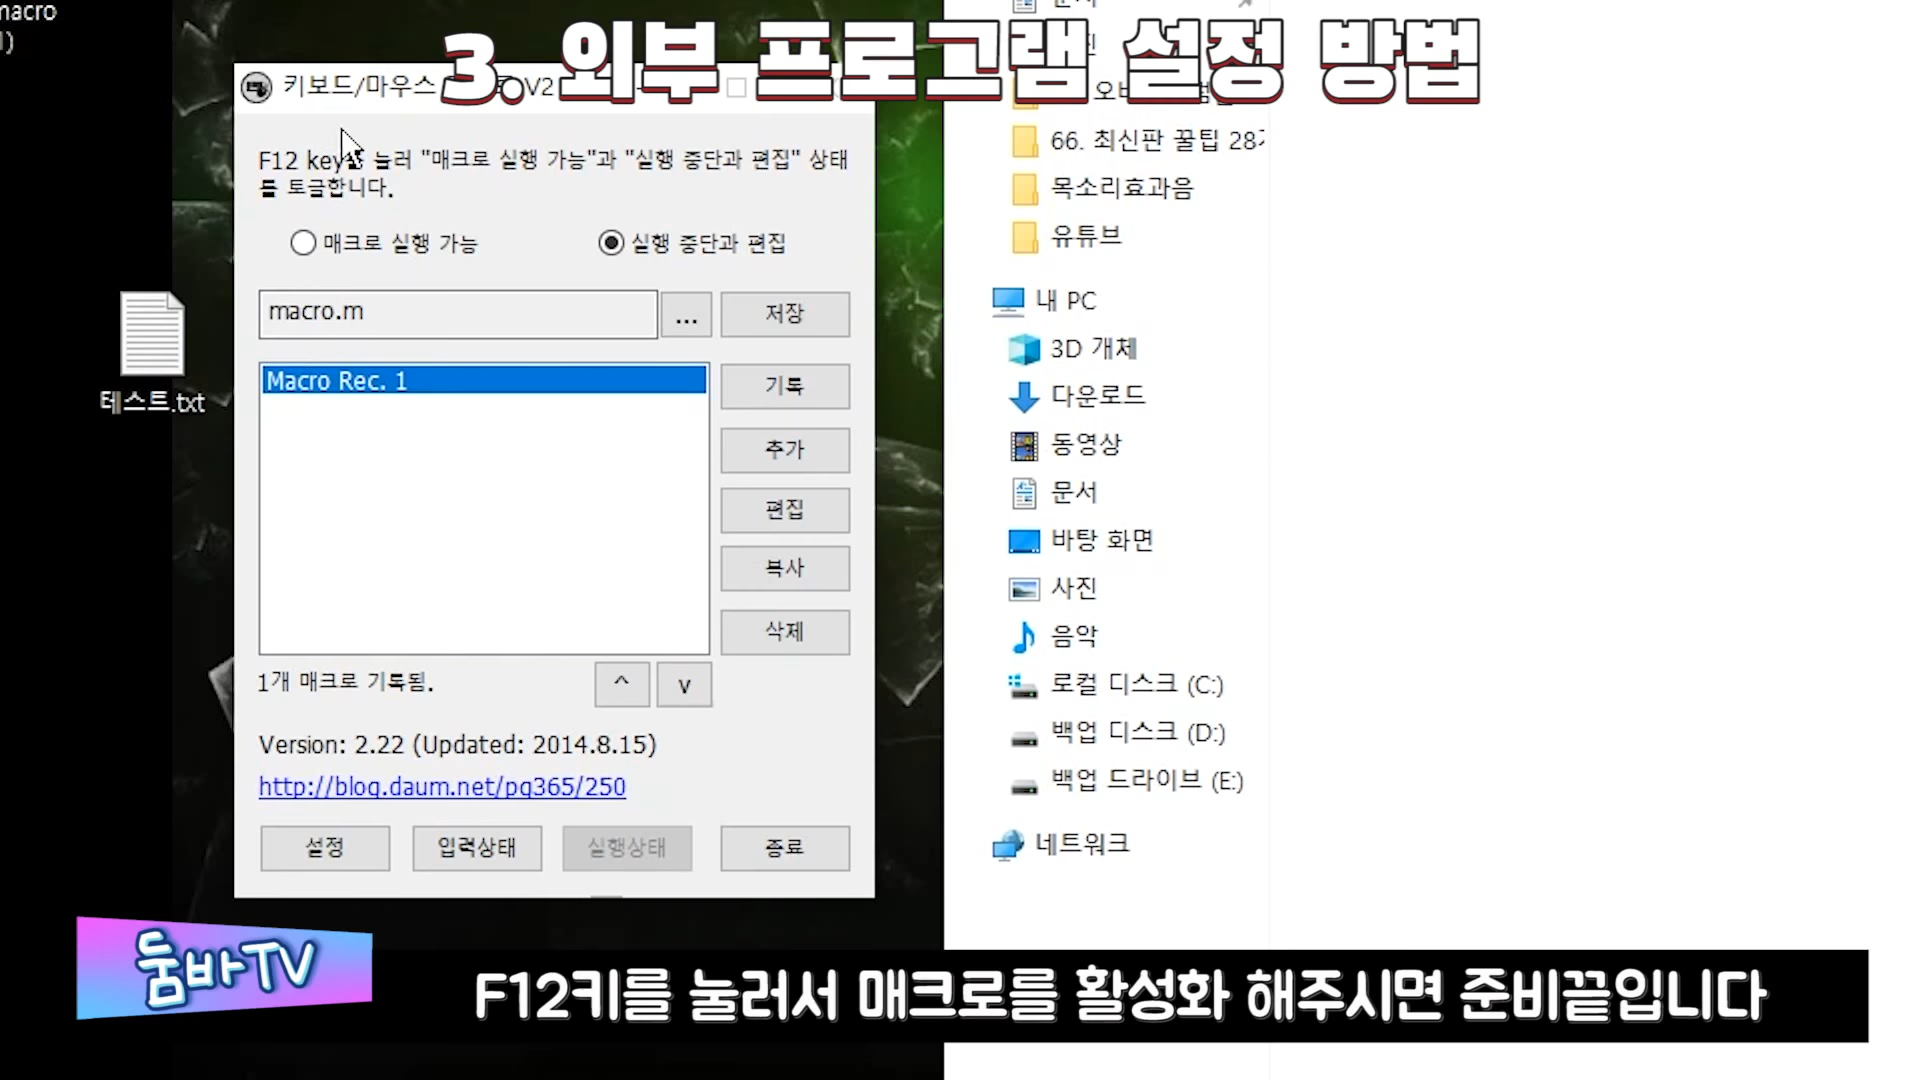 3. 외부 프로그램 설정 방법
키보드/마우스 V2
F12 key를 눌러 "매크로 실행 가능"과 "실행 중단과 편집" 상태
를 토글합니다.
매크로 실행 가능
실행 중단과 편집
macro.m
...
저장
Macro Rec. 1
기록
추가
편집
복사
삭제
1개 매크로 기록됨.
^
v
Version: 2.22 (Updated: 2014.8.15)
http://blog.daum.net/pg365/250
설정
입력상태
실행상태
종료
테스트.txt
66. 최신판 꿀팁 28
목소리효과음
유튜브
내 PC
3D 개체
다운로드
동영상
문서
바탕 화면
사진
음악
로컬 디스크 (C:)
백업 디스크 (D:)
백업 드라이브 (E:)
네트워크
둠바TV
F12키를 눌러서 매크로를 활성화 해주시면 준비끝입니다